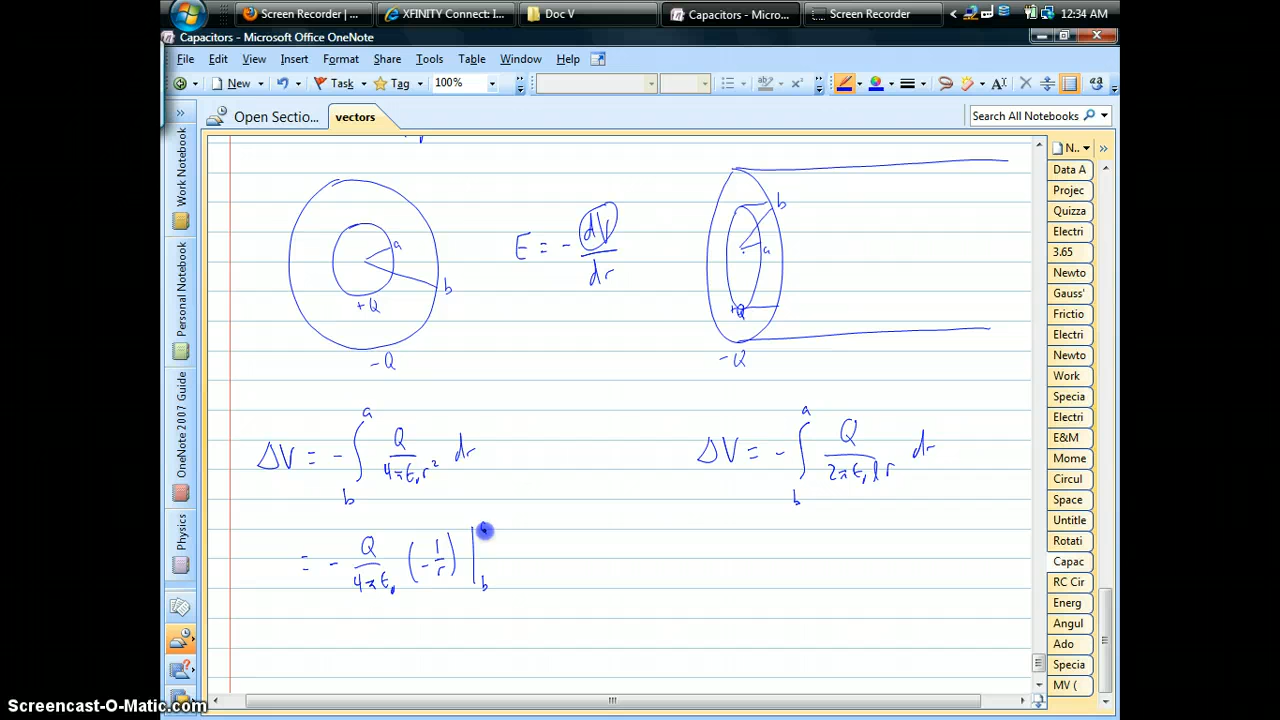 Screen Recorder | ...
XFINITY Connect: I...
Doc V
Capacitors - Micro...
Screen Recorder
12:34 AM
Capacitors - Microsoft Office OneNote
File Edit View Insert Format Share Tools Table Window Help
New Task Tag 100%
Open Sectio... vectors
Search All Notebooks
Work Notebook
Personal Notebook
OneNote 2007 Guide
Physics
N..
Data A
Projec
Quizza
Electri
3.65
Newto
Gauss'
Frictio
Electri
Newto
Work
Specia
Electri
E&M
Mome
Circul
Space
Untitle
Rotati
Capac
RC Cir
Energ
Angul
Ado
Specia
MV (
a
b
+Q
-Q
E = - dV/dr
b
a
+Q
-Q
ΔV = - ∫_b^a Q/(4πε₀r²) dr
= - Q/(4πε₀) (-1/r) |_b
ΔV = - ∫_b^a Q/(2πε₀lr) dr
Screencast-O-Matic.com